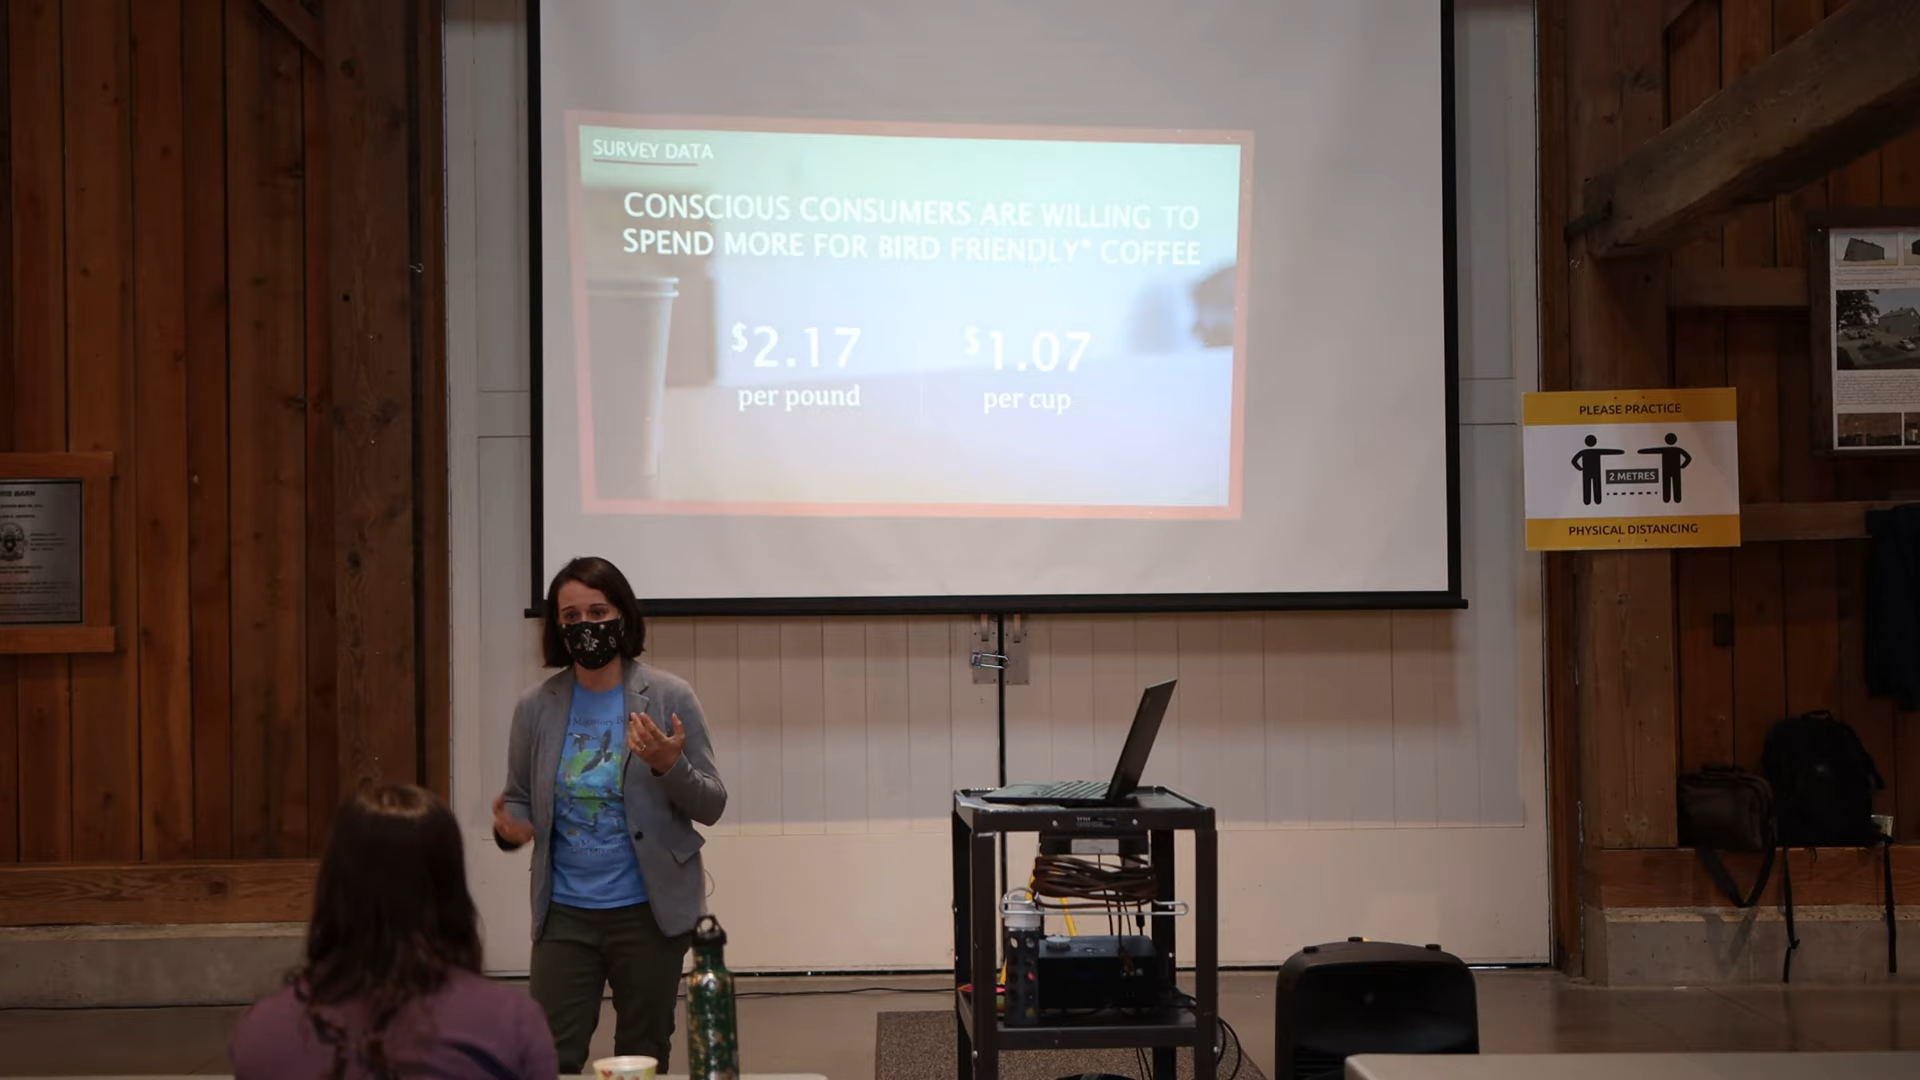 SURVEY DATA
CONSCIOUS CONSUMERS ARE WILLING TO
SPEND MORE FOR BIRD FRIENDLY® COFFEE
$2.17
per pound
$1.07
per cup
PLEASE PRACTICE
2 METRES
PHYSICAL DISTANCING
BARN